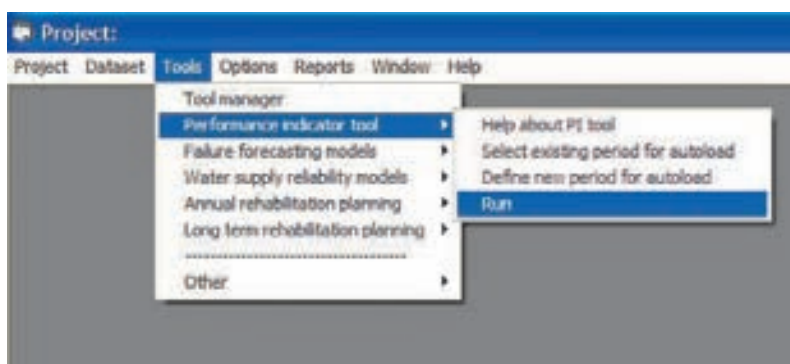 Project:
Project Dataset Tools Options Reports Window Help
Tool manager
Performance indicator tool
Failure forecasting models
Water supply reliability models
Annual rehabilitation planning
Long term rehabilitation planning
Other
Help about PI tool
Select existing period for autoload
Define new period for autoload
Run